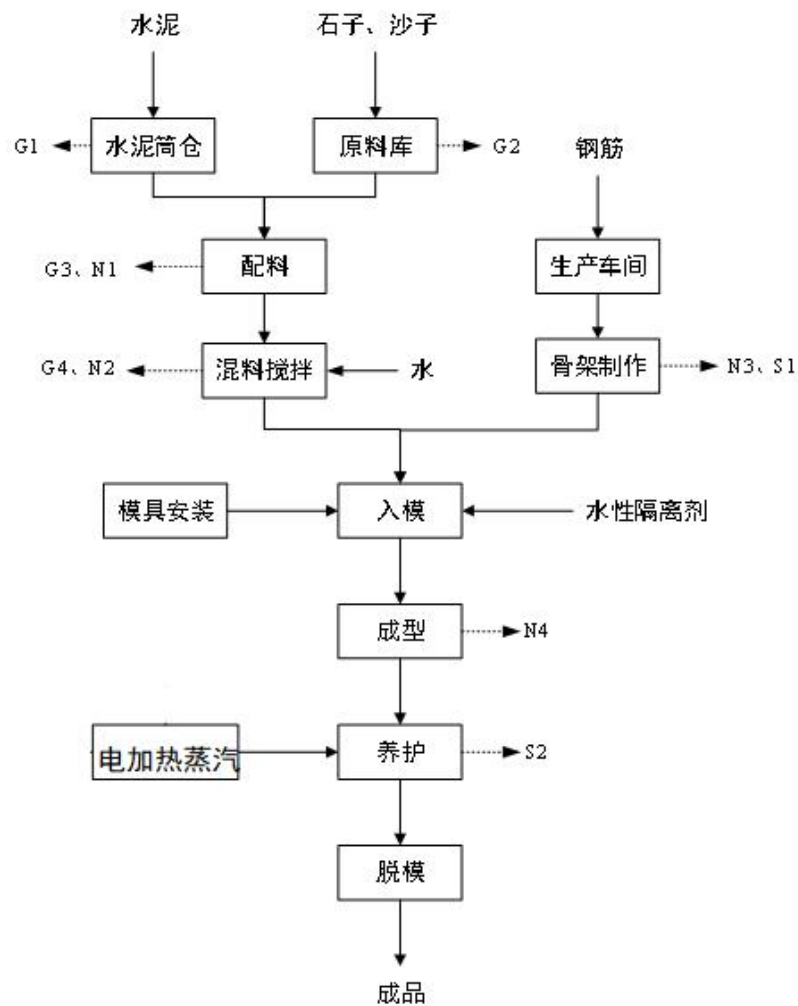 水泥
石子、沙子
G1
水泥筒仓
原料库
G2
钢筋
G3、N1
配料
生产车间
G4、N2
混料搅拌
水
骨架制作
N3、S1
模具安装
入模
水性隔离剂
成型
N4
电加热蒸汽
养护
S2
脱模
成品